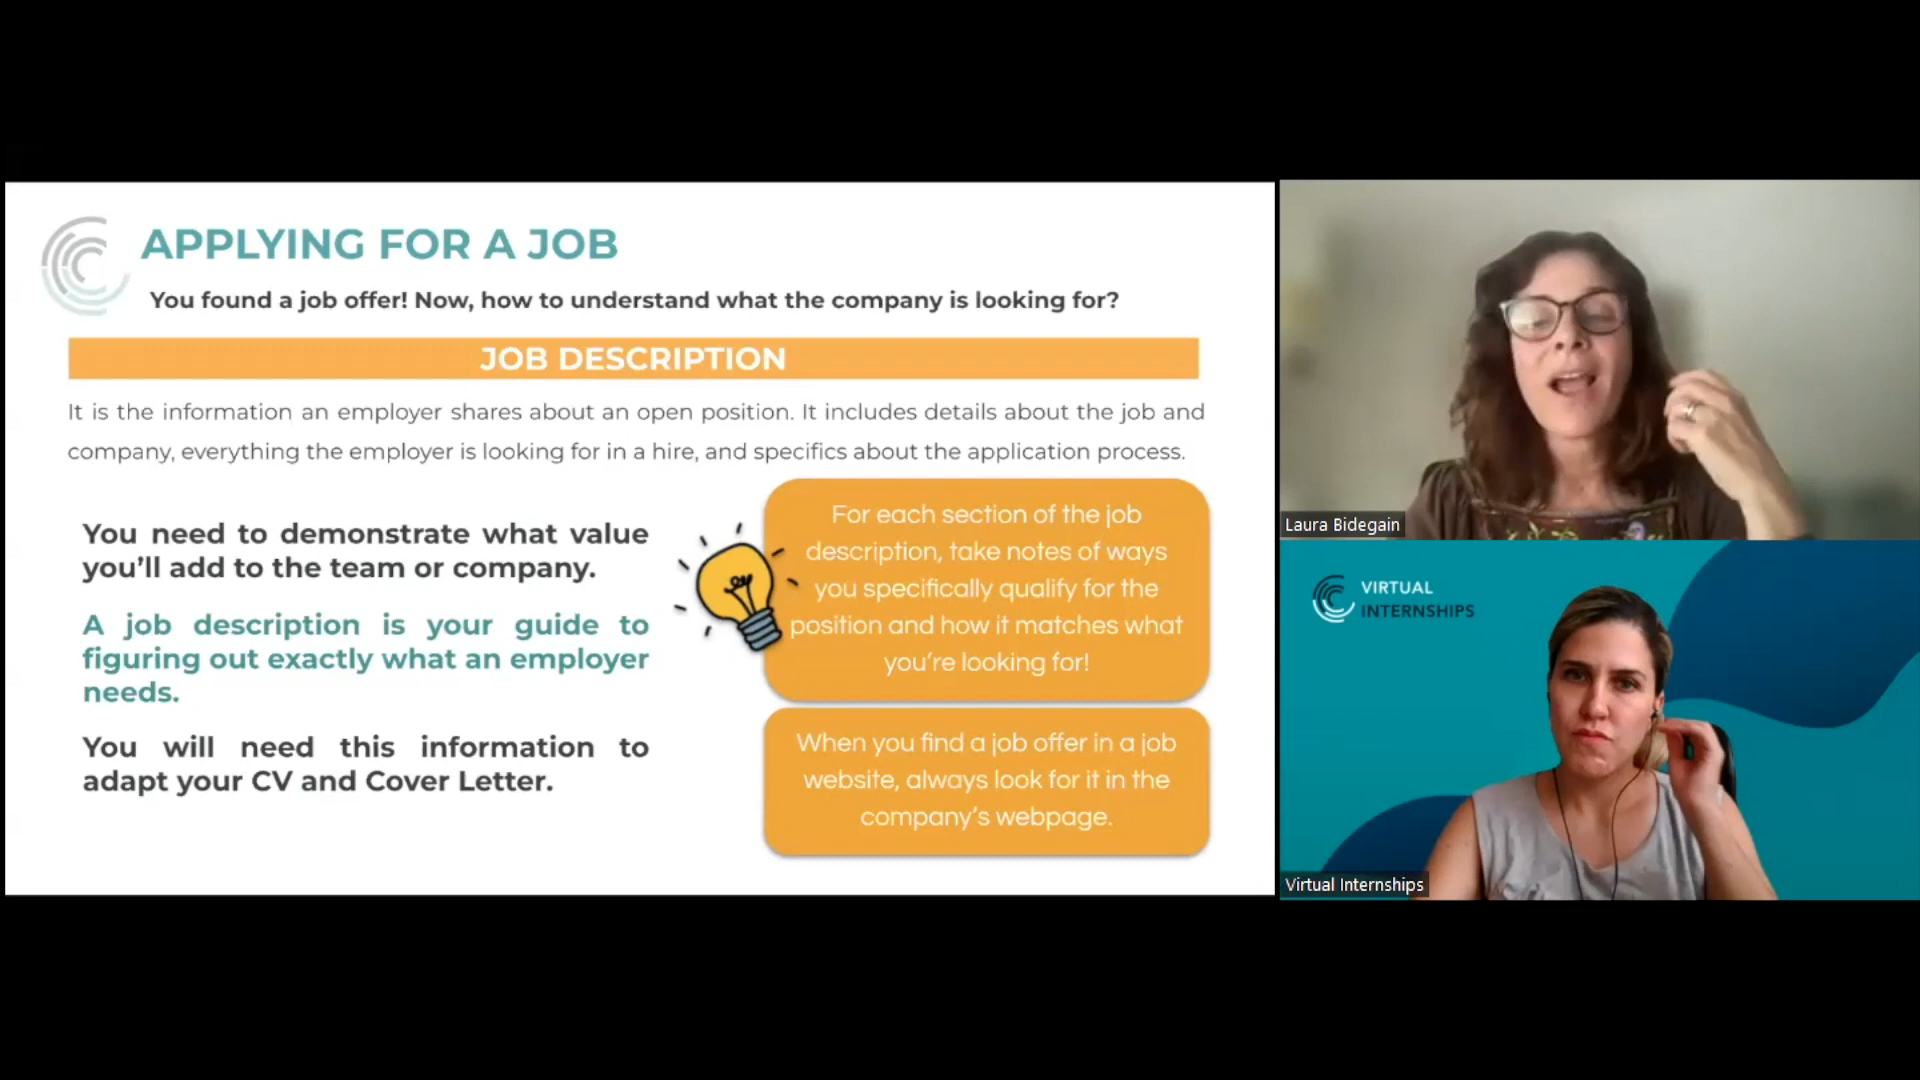 APPLYING FOR A JOB
You found a job offer! Now, how to understand what the company is looking for?
JOB DESCRIPTION
It is the information an employer shares about an open position. It includes details about the job and
company, everything the employer is looking for in a hire, and specifics about the application process.
You need to demonstrate what value
you’ll add to the team or company.
A job description is your guide to
figuring out exactly what an employer
needs.
You will need this information to
adapt your CV and Cover Letter.
For each section of the job
description, take notes of ways
you specifically qualify for the
position and how it matches what
you’re looking for!
When you find a job offer in a job
website, always look for it in the
company’s webpage.
Laura Bidegain
VIRTUAL
INTERNSHIPS
Virtual Internships